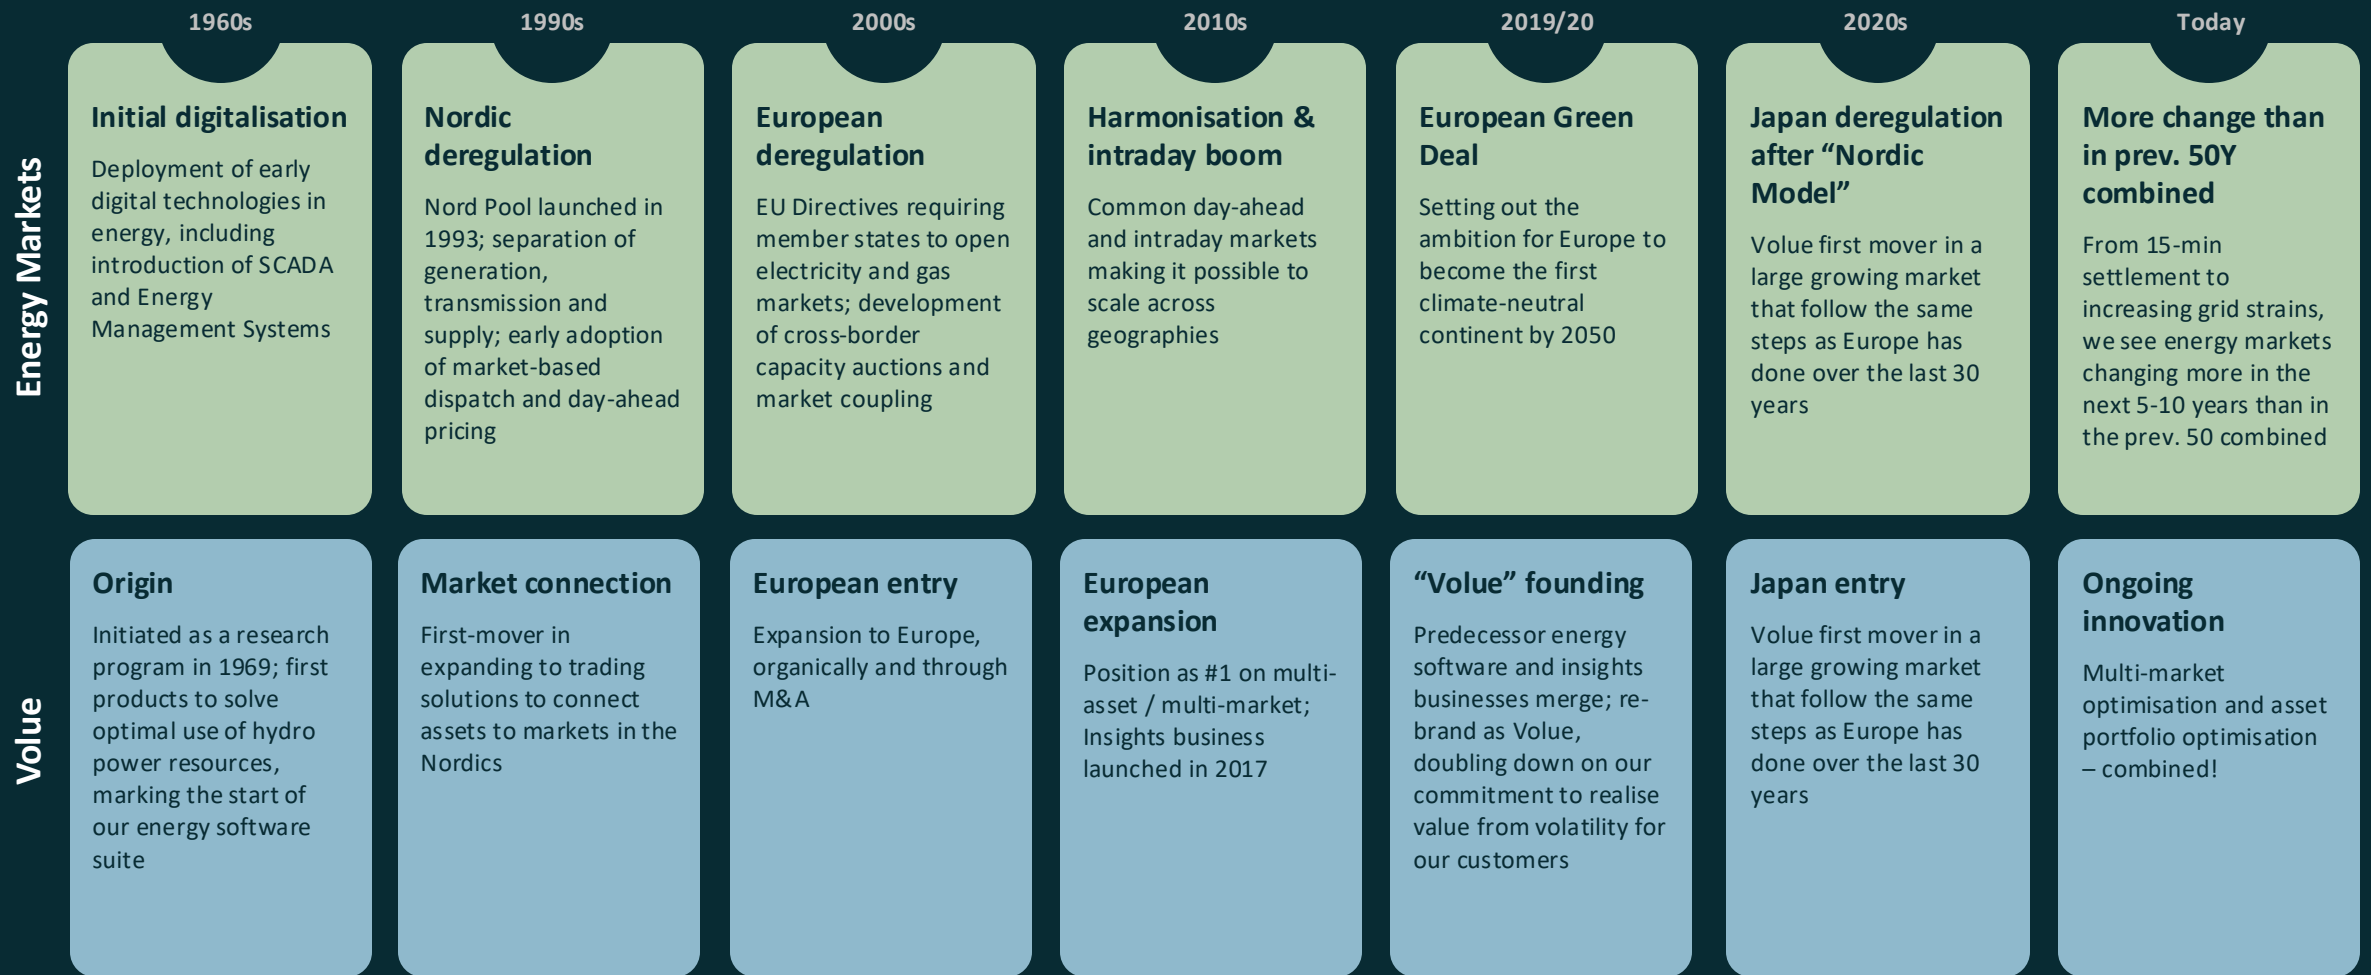 1960s
1990s
2000s
2010s
2019/20
2020s
Today
Energy Markets
Initial digitalisation
Deployment of early
digital technologies in
energy, including
introduction of SCADA
and Energy
Management Systems
Nordic
deregulation
Nord Pool launched in
1993; separation of
generation,
transmission and
supply; early adoption
of market-based
dispatch and day-ahead
pricing
European
deregulation
EU Directives requiring
member states to open
electricity and gas
markets; development
of cross-border
capacity auctions and
market coupling
Harmonisation &
intraday boom
Common day-ahead
and intraday markets
making it possible to
scale across
geographies
European Green
Deal
Setting out the
ambition for Europe to
become the first
climate-neutral
continent by 2050
Japan deregulation
after “Nordic
Model”
Volue first mover in a
large growing market
that follow the same
steps as Europe has
done over the last 30
years
More change than
in prev. 50Y
combined
From 15-min
settlement to
increasing grid strains,
we see energy markets
changing more in the
next 5-10 years than in
the prev. 50 combined
Volue
Origin
Initiated as a research
program in 1969; first
products to solve
optimal use of hydro
power resources,
marking the start of
our energy software
suite
Market connection
First-mover in
expanding to trading
solutions to connect
assets to markets in the
Nordics
European entry
Expansion to Europe,
organically and through
M&A
European
expansion
Position as #1 on multi-
asset / multi-market;
Insights business
launched in 2017
“Volue” founding
Predecessor energy
software and insights
businesses merge; re-
brand as Volue,
doubling down on our
commitment to realise
value from volatility for
our customers
Japan entry
Volue first mover in a
large growing market
that follow the same
steps as Europe has
done over the last 30
years
Ongoing
innovation
Multi-market
optimisation and asset
portfolio optimisation
– combined!